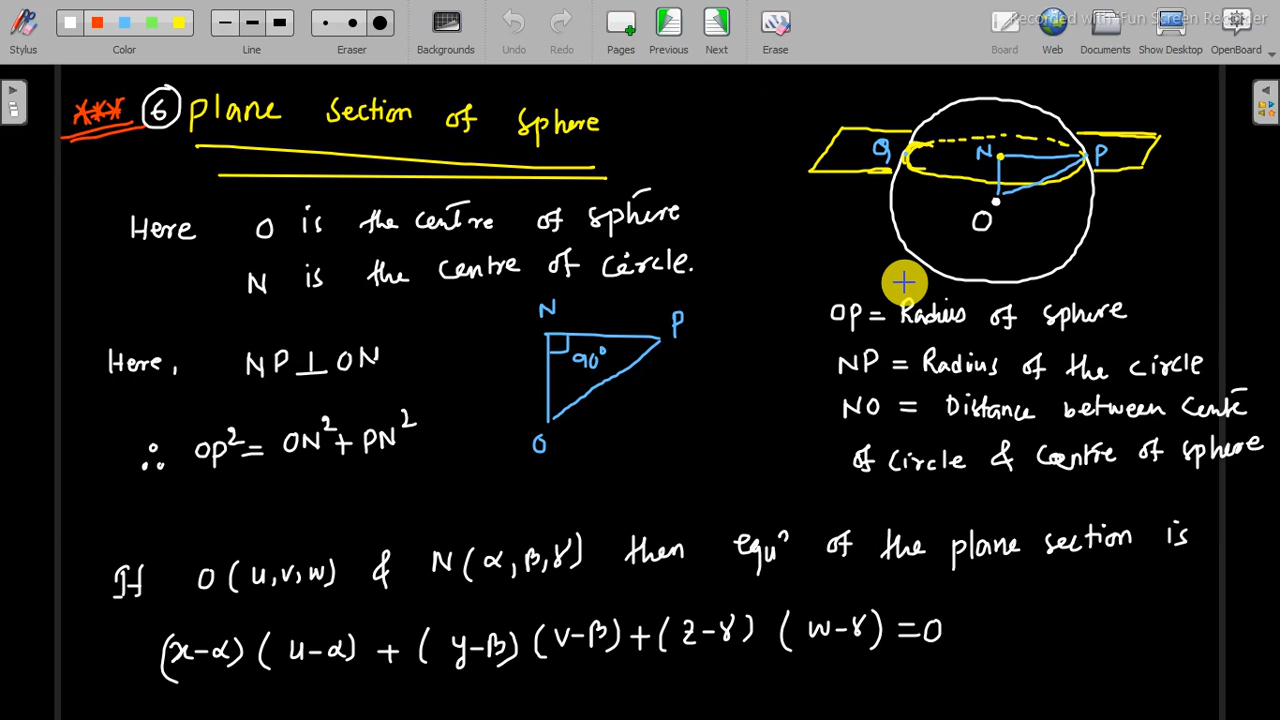 Recorded with iFun Screen Recorder
Stylus Color Line Eraser Backgrounds Undo Redo Pages Previous Next Erase Board Web Documents Show Desktop OpenBoard
*** 6 Plane Section of Sphere
Q N P
O
Here O is the centre of sphere
N is the centre of circle.
N P
90°
O
Here, NP ⊥ ON
∴ OP² = ON² + PN²
OP = Radius of sphere
NP = Radius of the circle
NO = Distance between Centre
of circle & Centre of sphere
If O(u,v,w) & N(α,β,γ) then equⁿ of the plane section is
(x-α)(u-α) + (y-β)(v-β) + (z-γ)(w-γ) = 0